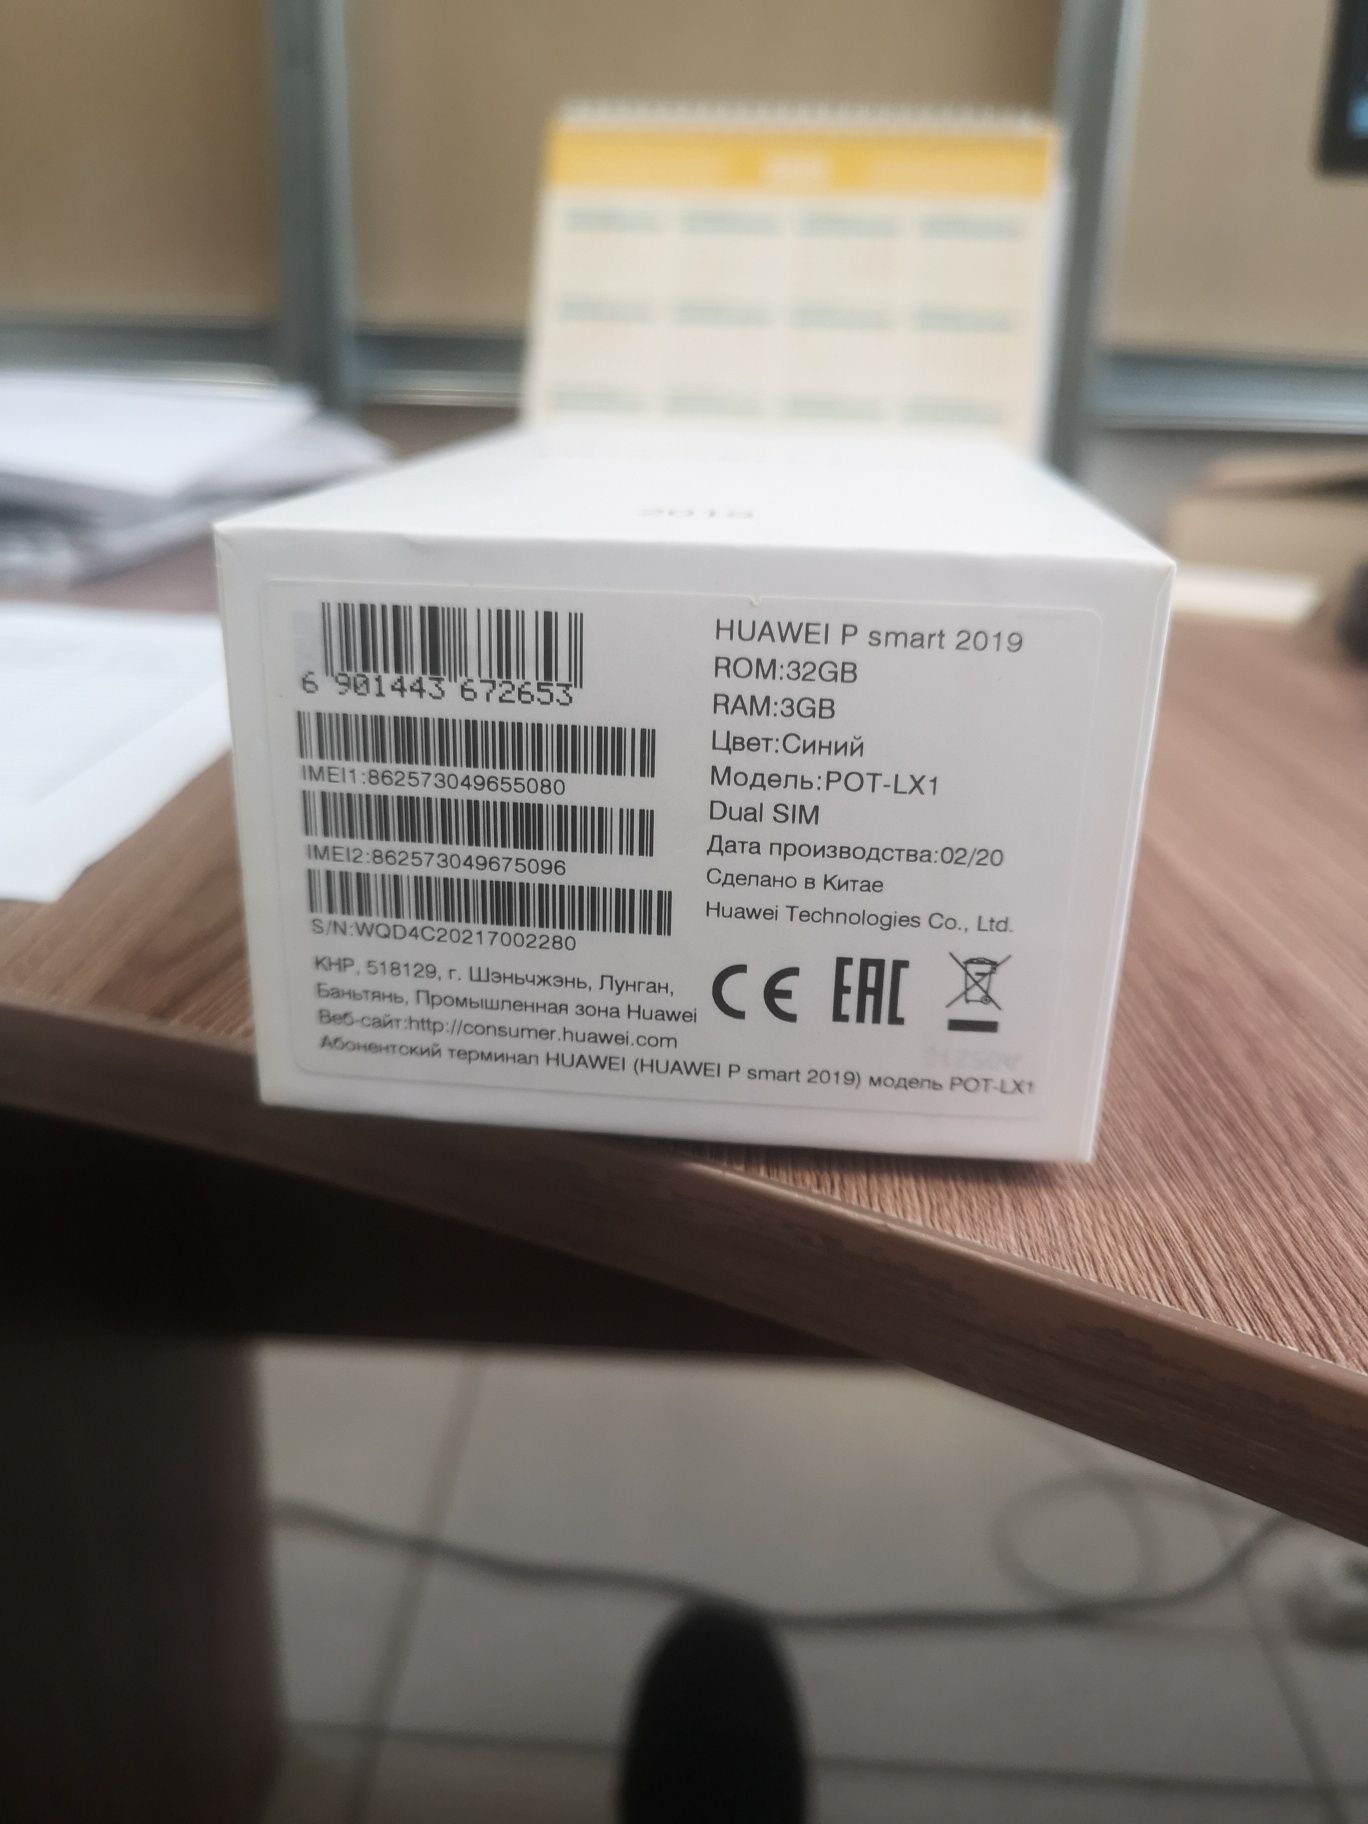 2019
6 901443 672653
IMEI1:862573049655080
IMEI2:862573049675096
S/N:WQD4C20217002280
КНР, 518129, г. Шэньчжэнь, Лунган,
Баньтянь, Промышленная зона Huawei
Веб-сайт:http://consumer.huawei.com
Абонентский терминал HUAWEI (HUAWEI P smart 2019) модель POT-LX1
HUAWEI P smart 2019
ROM:32GB
RAM:3GB
Цвет:Синий
Модель:POT-LX1
Dual SIM
Дата производства:02/20
Сделано в Китае
Huawei Technologies Co., Ltd.
CE EAC